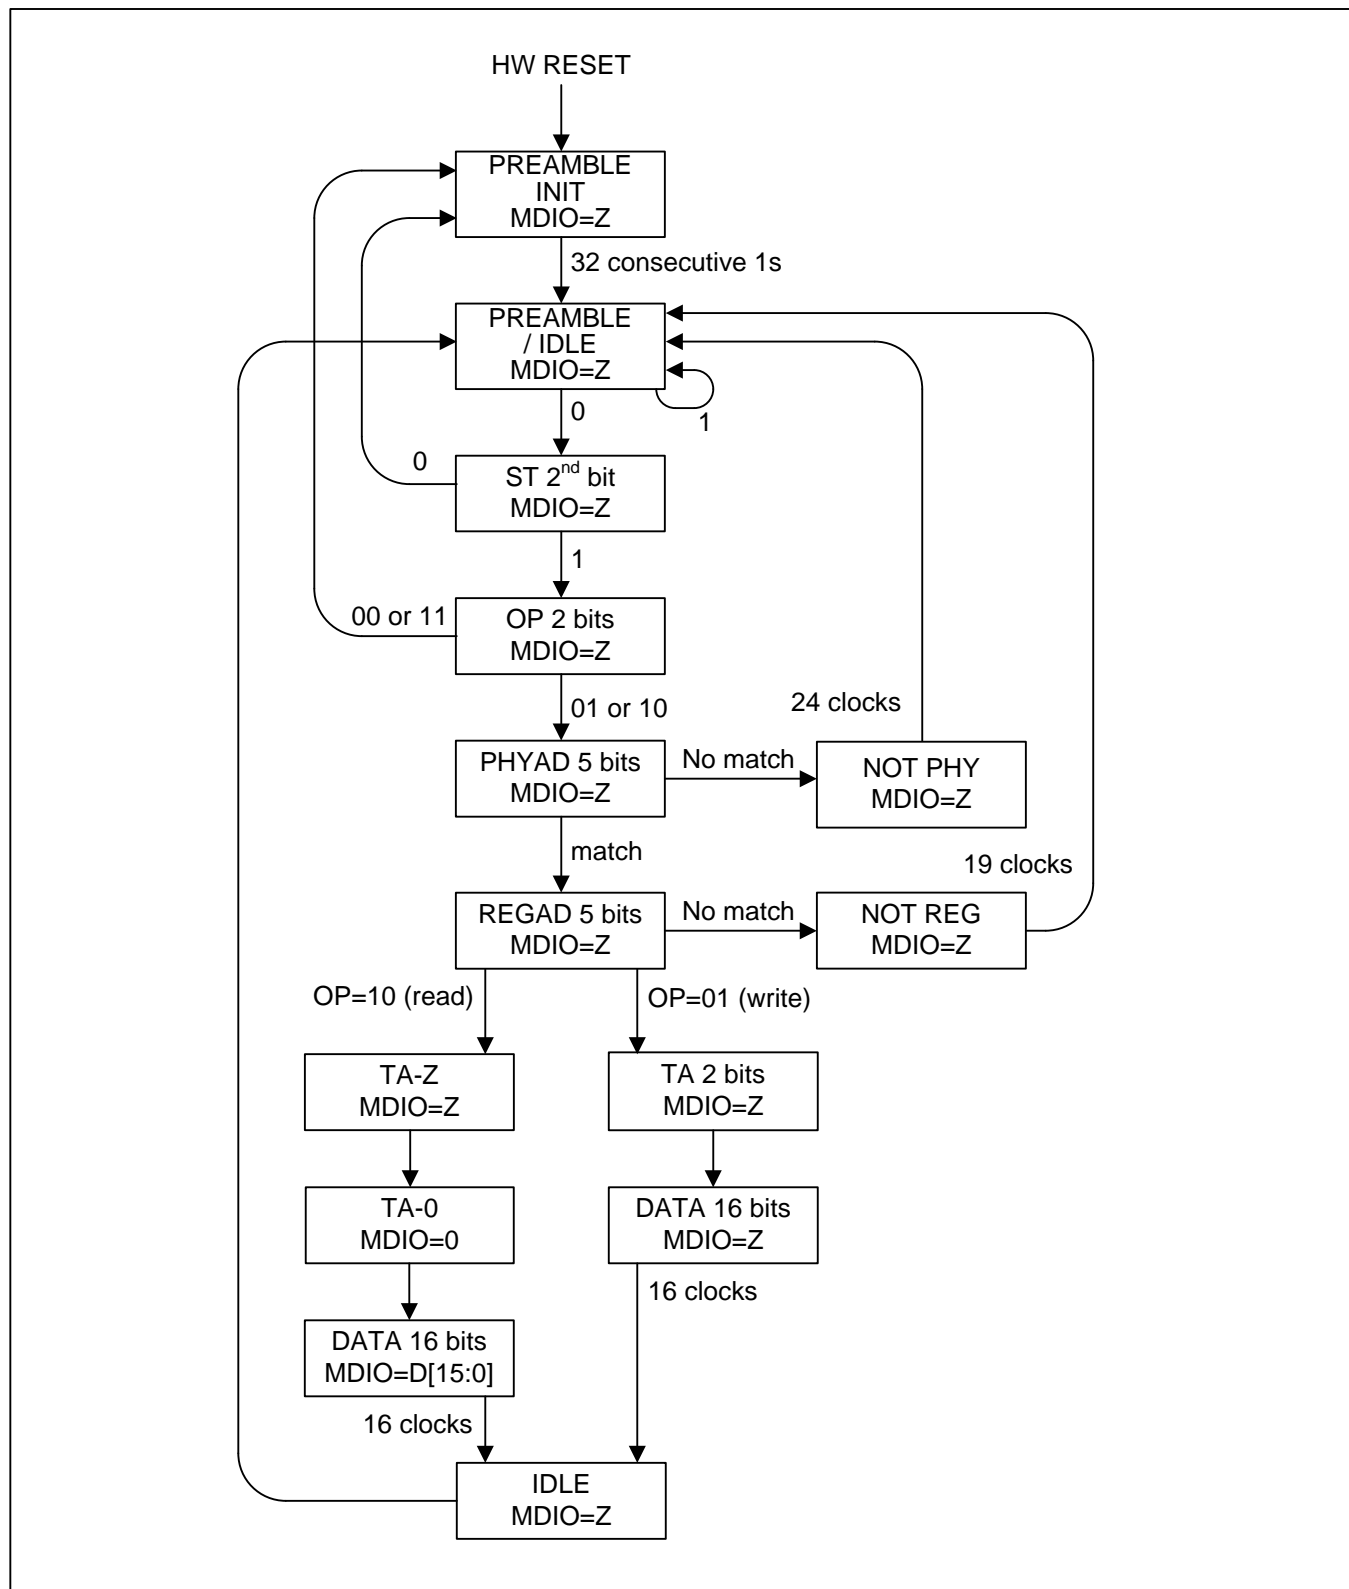 HW RESET
PREAMBLE
INIT
MDIO=Z
32 consecutive 1s
PREAMBLE
/ IDLE
MDIO=Z
0
1
0
ST 2nd bit
MDIO=Z
1
00 or 11
OP 2 bits
MDIO=Z
01 or 10
24 clocks
PHYAD 5 bits
MDIO=Z
No match
NOT PHY
MDIO=Z
match
19 clocks
REGAD 5 bits
MDIO=Z
No match
NOT REG
MDIO=Z
OP=10 (read)
OP=01 (write)
TA-Z
MDIO=Z
TA 2 bits
MDIO=Z
TA-0
MDIO=0
DATA 16 bits
MDIO=Z
16 clocks
DATA 16 bits
MDIO=D[15:0]
16 clocks
IDLE
MDIO=Z